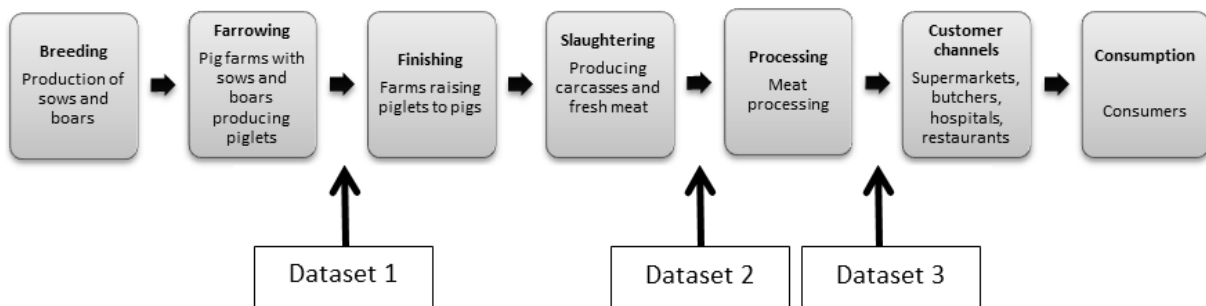 Breeding
Production of
sows and
boars
Farrowing
Pig farms with
sows and
boars
producing
piglets
Finishing
Farms raising
piglets to pigs
Slaughtering
Producing
carcasses and
fresh meat
Processing
Meat
processing
Customer
channels
Supermarkets,
butchers,
hospitals,
restaurants
Consumption
Consumers
Dataset 1
Dataset 2
Dataset 3